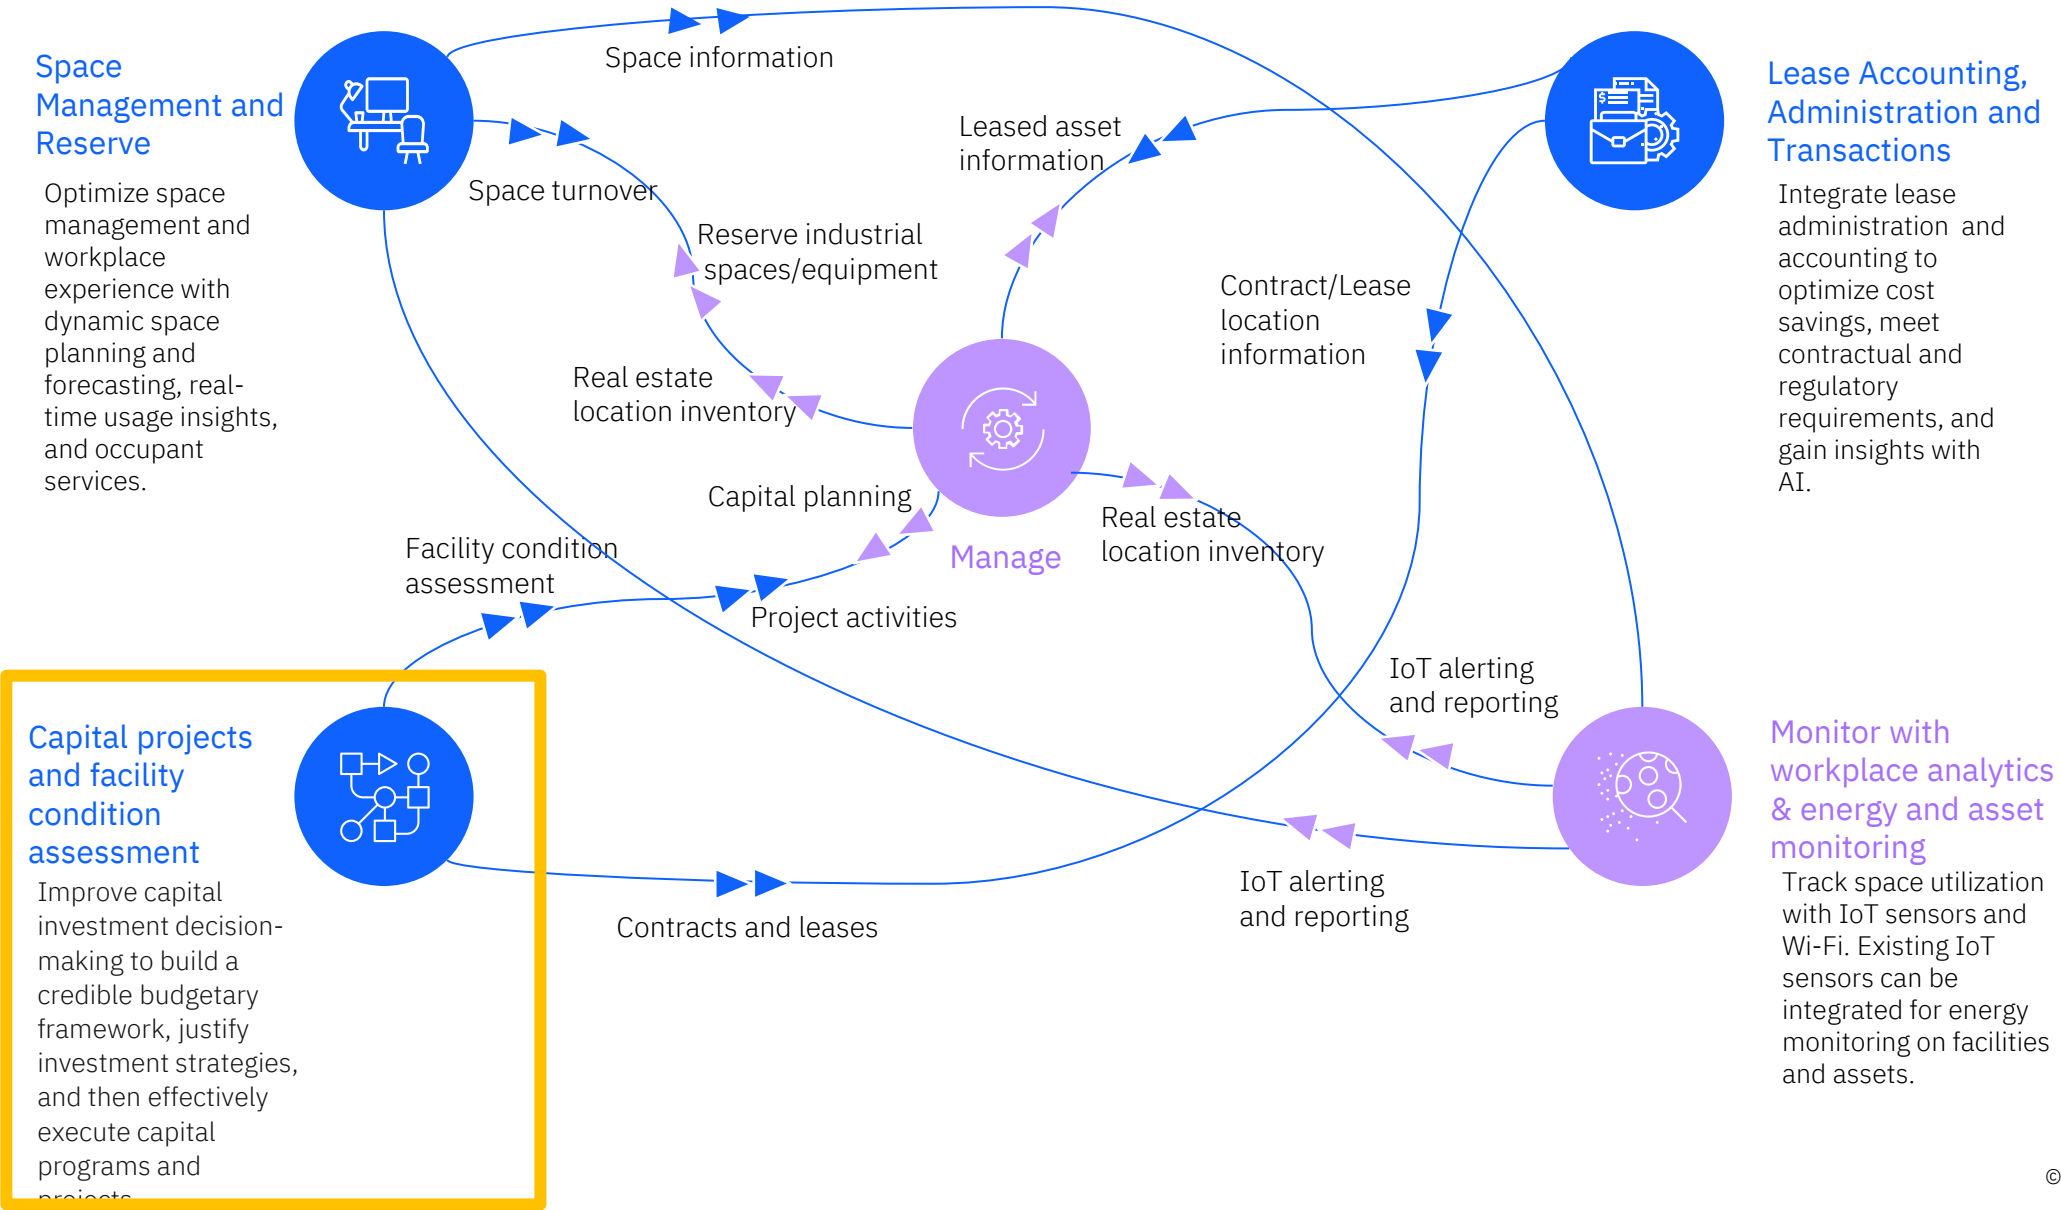 Space
Management and
Reserve
Optimize space
management and
workplace
experience with
dynamic space
planning and
forecasting, real-
time usage insights,
and occupant
services.
Space information
Space turnover
Leased asset
information
Reserve industrial
spaces/equipment
Real estate
location inventory
Contract/Lease
location
information
Lease Accounting,
Administration and
Transactions
Integrate lease
administration and
accounting to
optimize cost
savings, meet
contractual and
regulatory
requirements, and
gain insights with
AI.
Capital planning
Manage
Real estate
location inventory
Facility condition
assessment
Project activities
Capital projects
and facility
condition
assessment
Improve capital
investment decision-
making to build a
credible budgetary
framework, justify
investment strategies,
and then effectively
execute capital
programs and
projects
Contracts and leases
IoT alerting
and reporting
IoT alerting
and reporting
Monitor with
workplace analytics
& energy and asset
monitoring
Track space utilization
with IoT sensors and
Wi-Fi. Existing IoT
sensors can be
integrated for energy
monitoring on facilities
and assets.
$
©